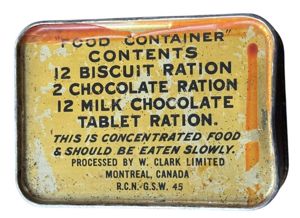 "FOOD CONTAINER"
CONTENTS
12 BISCUIT RATION
2 CHOCOLATE RATION
12 MILK CHOCOLATE
TABLET RATION.
THIS IS CONCENTRATED FOOD
& SHOULD BE EATEN SLOWLY.
PROCESSED BY W. CLARK LIMITED
MONTREAL, CANADA
R.C.N.-G.S.W. 45